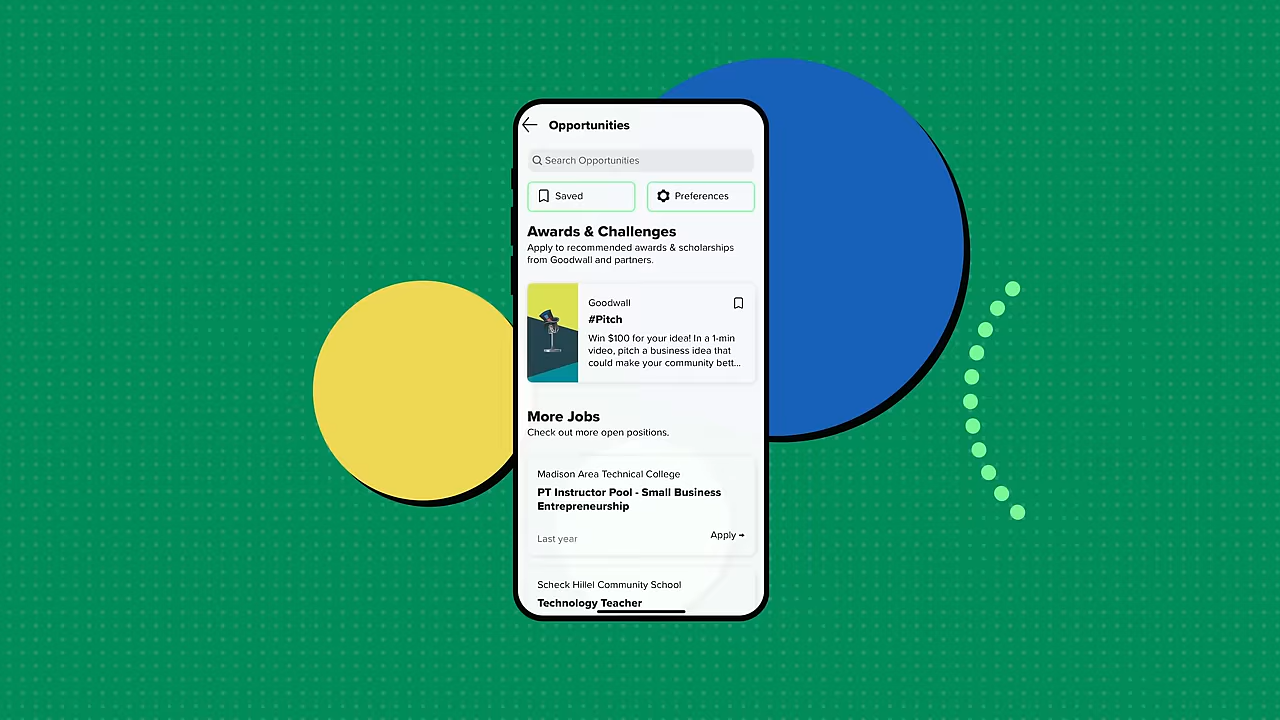 Opportunities
Search Opportunities
Saved
Preferences
Awards & Challenges
Apply to recommended awards & scholarships
from Goodwall and partners.
Goodwall
#Pitch
Win $100 for your idea! In a 1-min
video, pitch a business idea that
could make your community bett...
More Jobs
Check out more open positions.
Madison Area Technical College
PT Instructor Pool - Small Business
Entrepreneurship
Last year
Apply
Scheck Hillel Community School
Technology Teacher